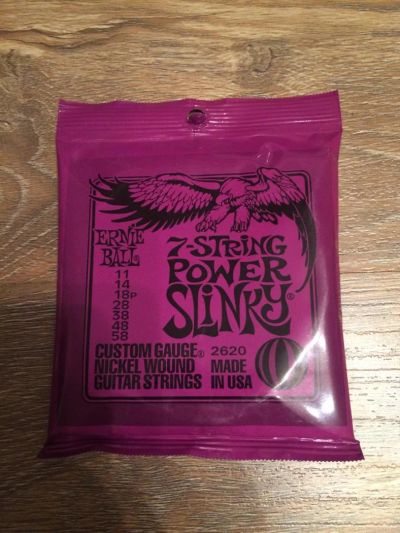 ERNIE
BALL
7-STRING
POWER
SLINKY®
11
14
18P
28
38
48
58
CUSTOM GAUGE®
NICKEL WOUND
GUITAR STRINGS
2620
MADE
IN USA